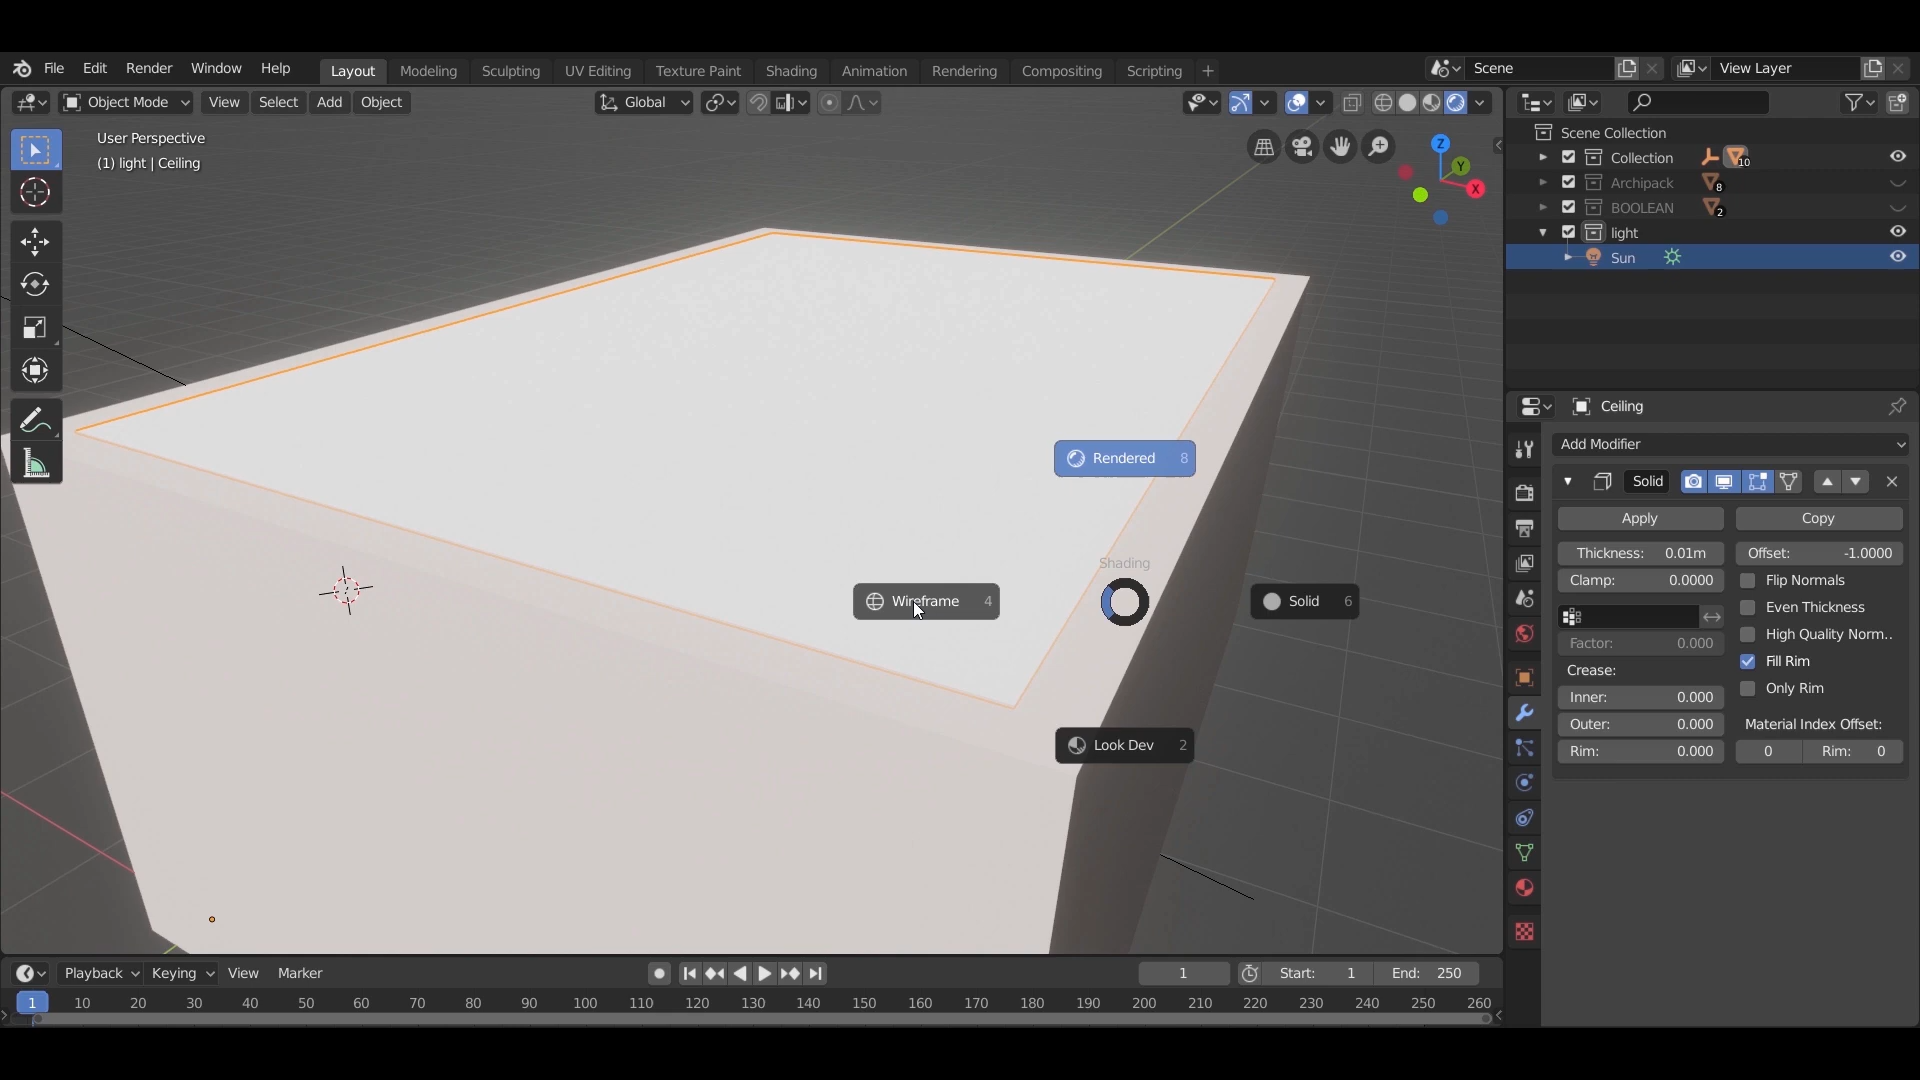 File Edit Render Window Help Layout Modeling Sculpting UV Editing Texture Paint Shading Animation Rendering Compositing Scripting + Scene View Layer
Object Mode View Select Add Object Global
User Perspective
(1) light | Ceiling
Z
Y
X
Scene Collection
Collection 10
Archipack 8
BOOLEAN 2
light
Sun
Ceiling
Add Modifier
Solid
Apply Copy
Thickness: 0.01m Offset: -1.0000
Clamp: 0.0000 Flip Normals
Even Thickness
High Quality Norm..
Factor: 0.000
Fill Rim
Crease:
Only Rim
Inner: 0.000
Outer: 0.000 Material Index Offset:
Rim: 0.000 0 Rim: 0
Rendered 8
Shading
Wireframe 4
Solid 6
Look Dev 2
Playback Keying View Marker 1 Start: 1 End: 250
1 10 20 30 40 50 60 70 80 90 100 110 120 130 140 150 160 170 180 190 200 210 220 230 240 250 260